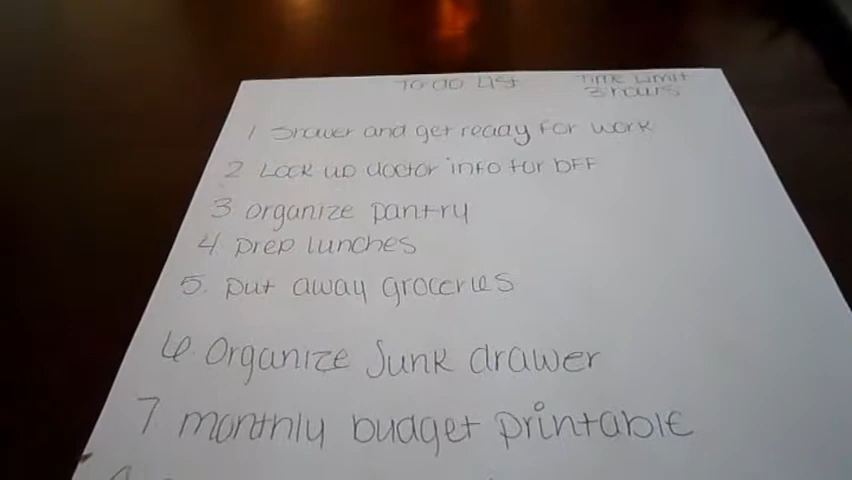 To do List
Time Limit
3 hours
1 Shower and get ready for work
2 Look up doctor info for BFF
3 organize pantry
4 prep lunches
5. put away groceries
6 Organize Junk drawer
7 monthly budget printable